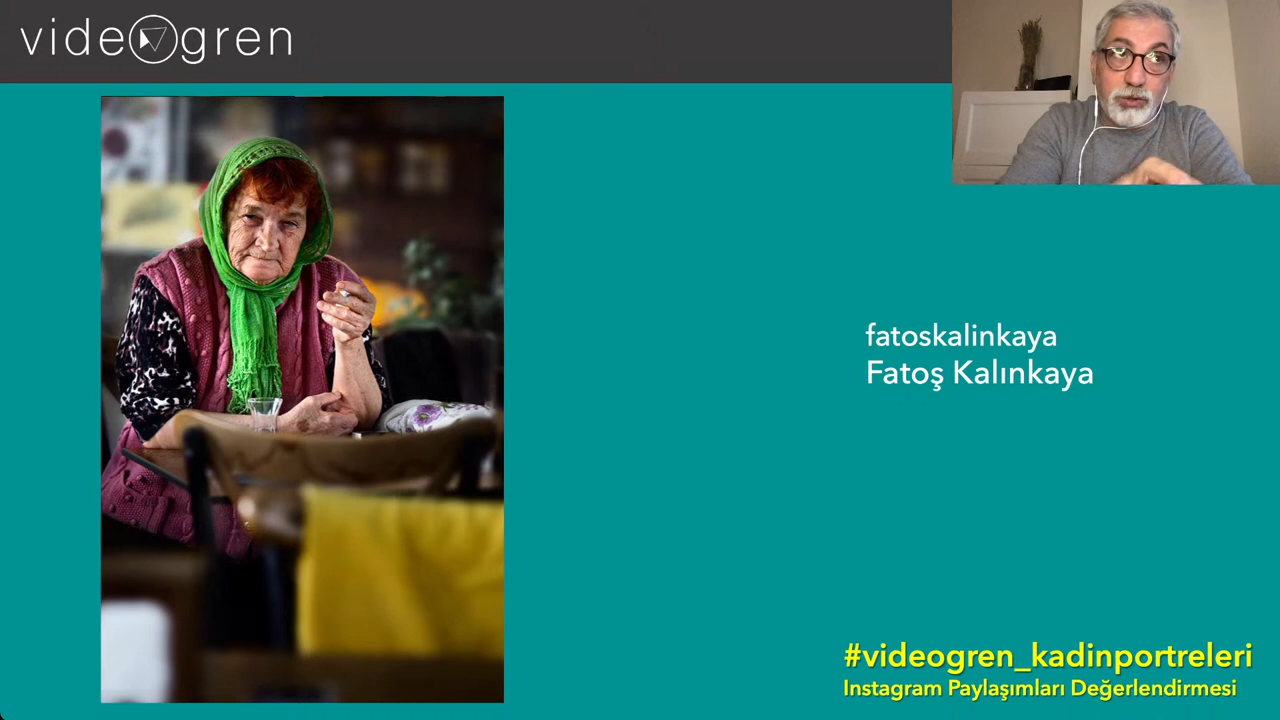 videogren
fatoskalinkaya
Fatoş Kalınkaya
#videogren_kadinportreleri
Instagram Paylaşımları Değerlendirmesi